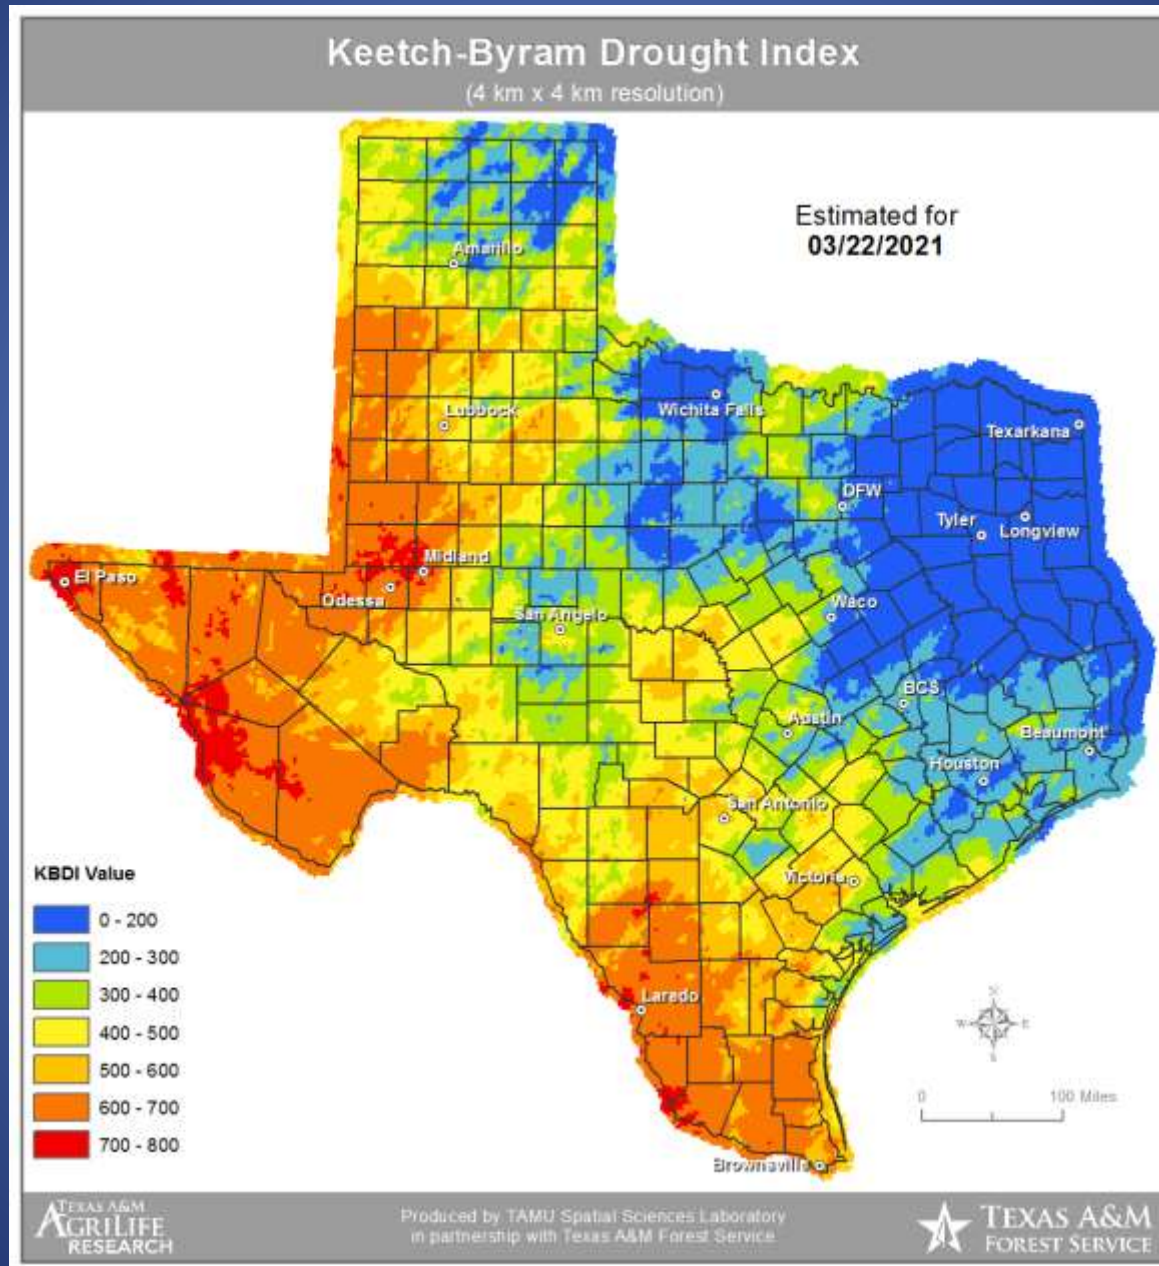 Keetch-Byram Drought Index
(4 km x 4 km resolution)
Estimated for
03/22/2021
Amarillo
Lubbock
Wichita Falls
Texarkana
DFW
Tyler
Longview
Midland
El Paso
Odessa
San Angelo
Waco
BCS
Austin
Beaumont
Houston
San Antonio
Victoria
Larado
Brownsville
KBDI Value
0 - 200
200 - 300
300 - 400
400 - 500
500 - 600
600 - 700
700 - 800
N
W
E
S
0
100 Miles
TEXAS A&M
AGRILIFE
RESEARCH
Produced by TAMU Spatial Sciences Laboratory
in partnership with Texas A&M Forest Service
TEXAS A&M
FOREST SERVICE